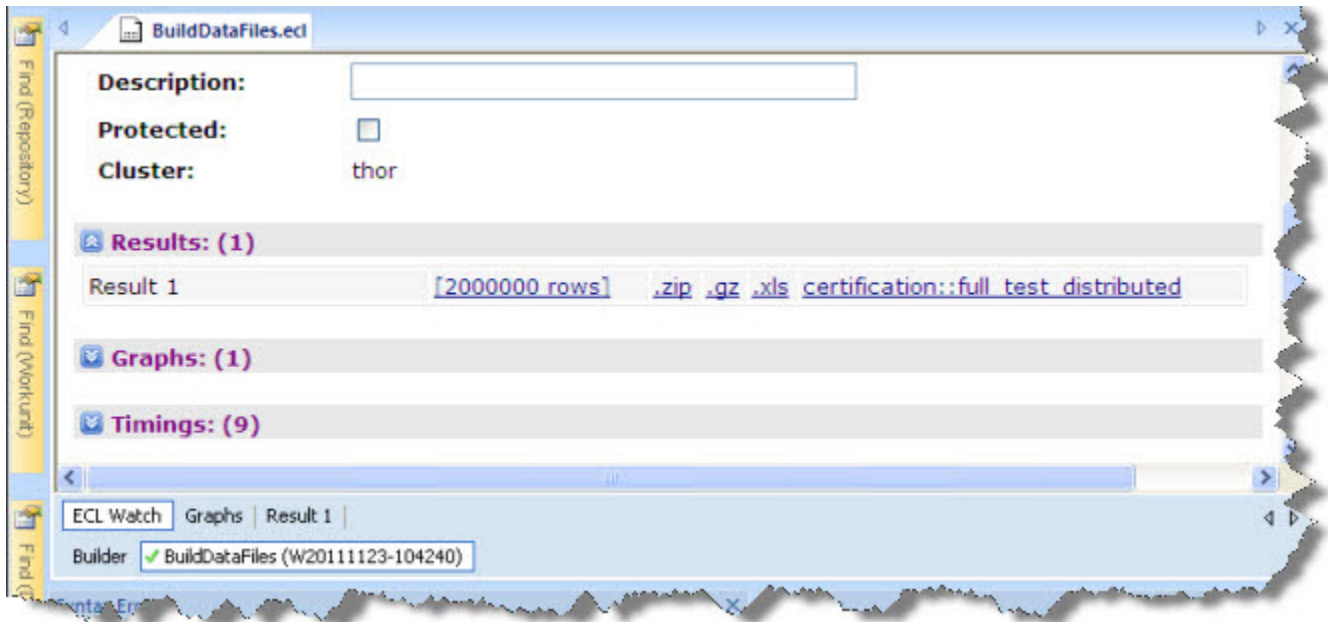 BuildDataFiles.ecl
Find (Repository)
Description:
Protected:
Cluster: thor
Results: (1)
Result 1 [2000000 rows] .zip .gz .xls certification::full_test_distributed
Find (Workunit)
Graphs: (1)
Timings: (9)
ECL Watch Graphs Result 1
Builder BuildDataFiles (W20111123-104240)
Find